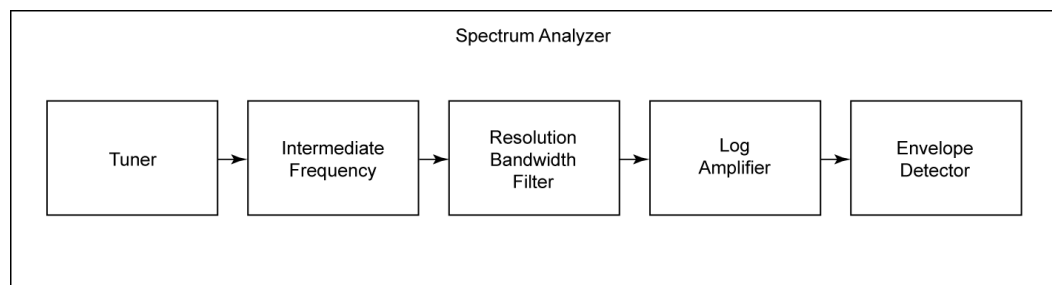 Spectrum Analyzer
Tuner
Intermediate
Frequency
Resolution
Bandwidth
Filter
Log
Amplifier
Envelope
Detector